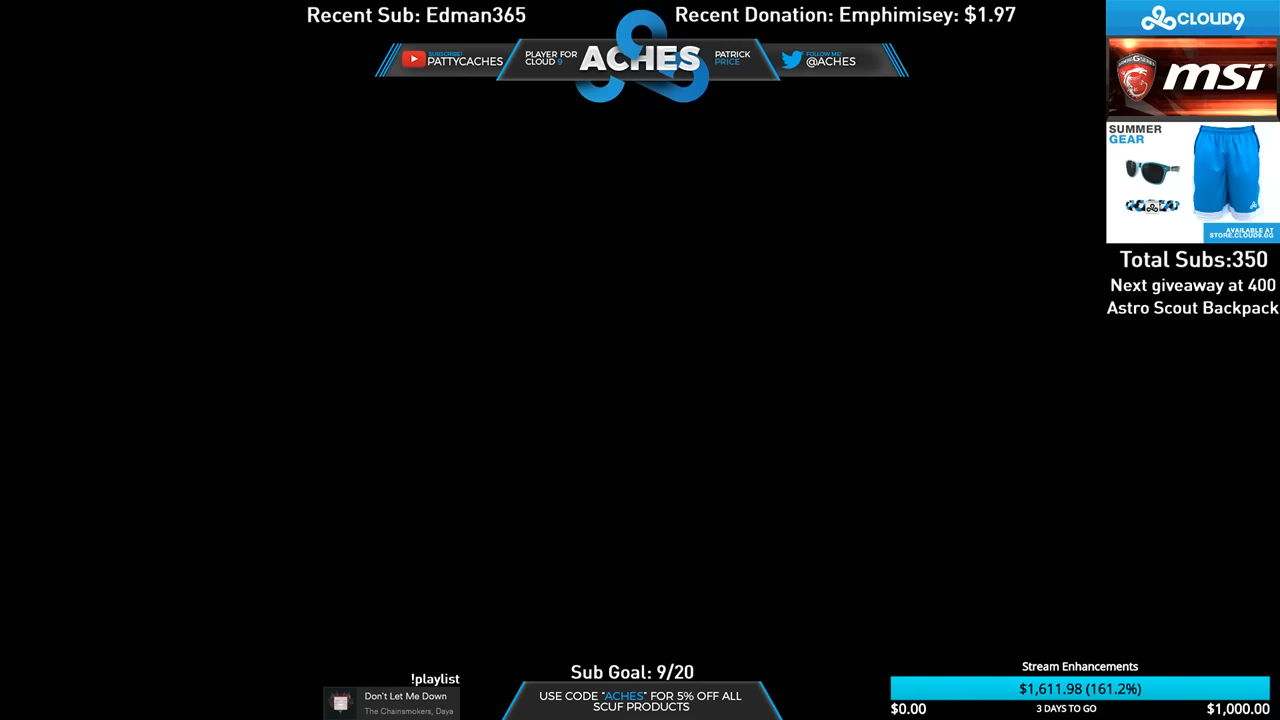 Recent Sub: Edman365
Recent Donation: Emphimisey: $1.97
SUBSCRIBE!
PATTYCACHES
PLAYER FOR
CLOUD 9
ACHES
PATRICK
PRICE
FOLLOW ME!
@ACHES
CLOUD9
GAMING G SERIES
msi
SUMMER
GEAR
AVAILABLE AT
STORE.CLOUD9.GG
Total Subs:350
Next giveaway at 400
Astro Scout Backpack
!playlist
Don't Let Me Down
The Chainsmokers, Daya
Sub Goal: 9/20
USE CODE "ACHES" FOR 5% OFF ALL
SCUF PRODUCTS
Stream Enhancements
$1,611.98 (161.2%)
$0.00
3 DAYS TO GO
$1,000.00